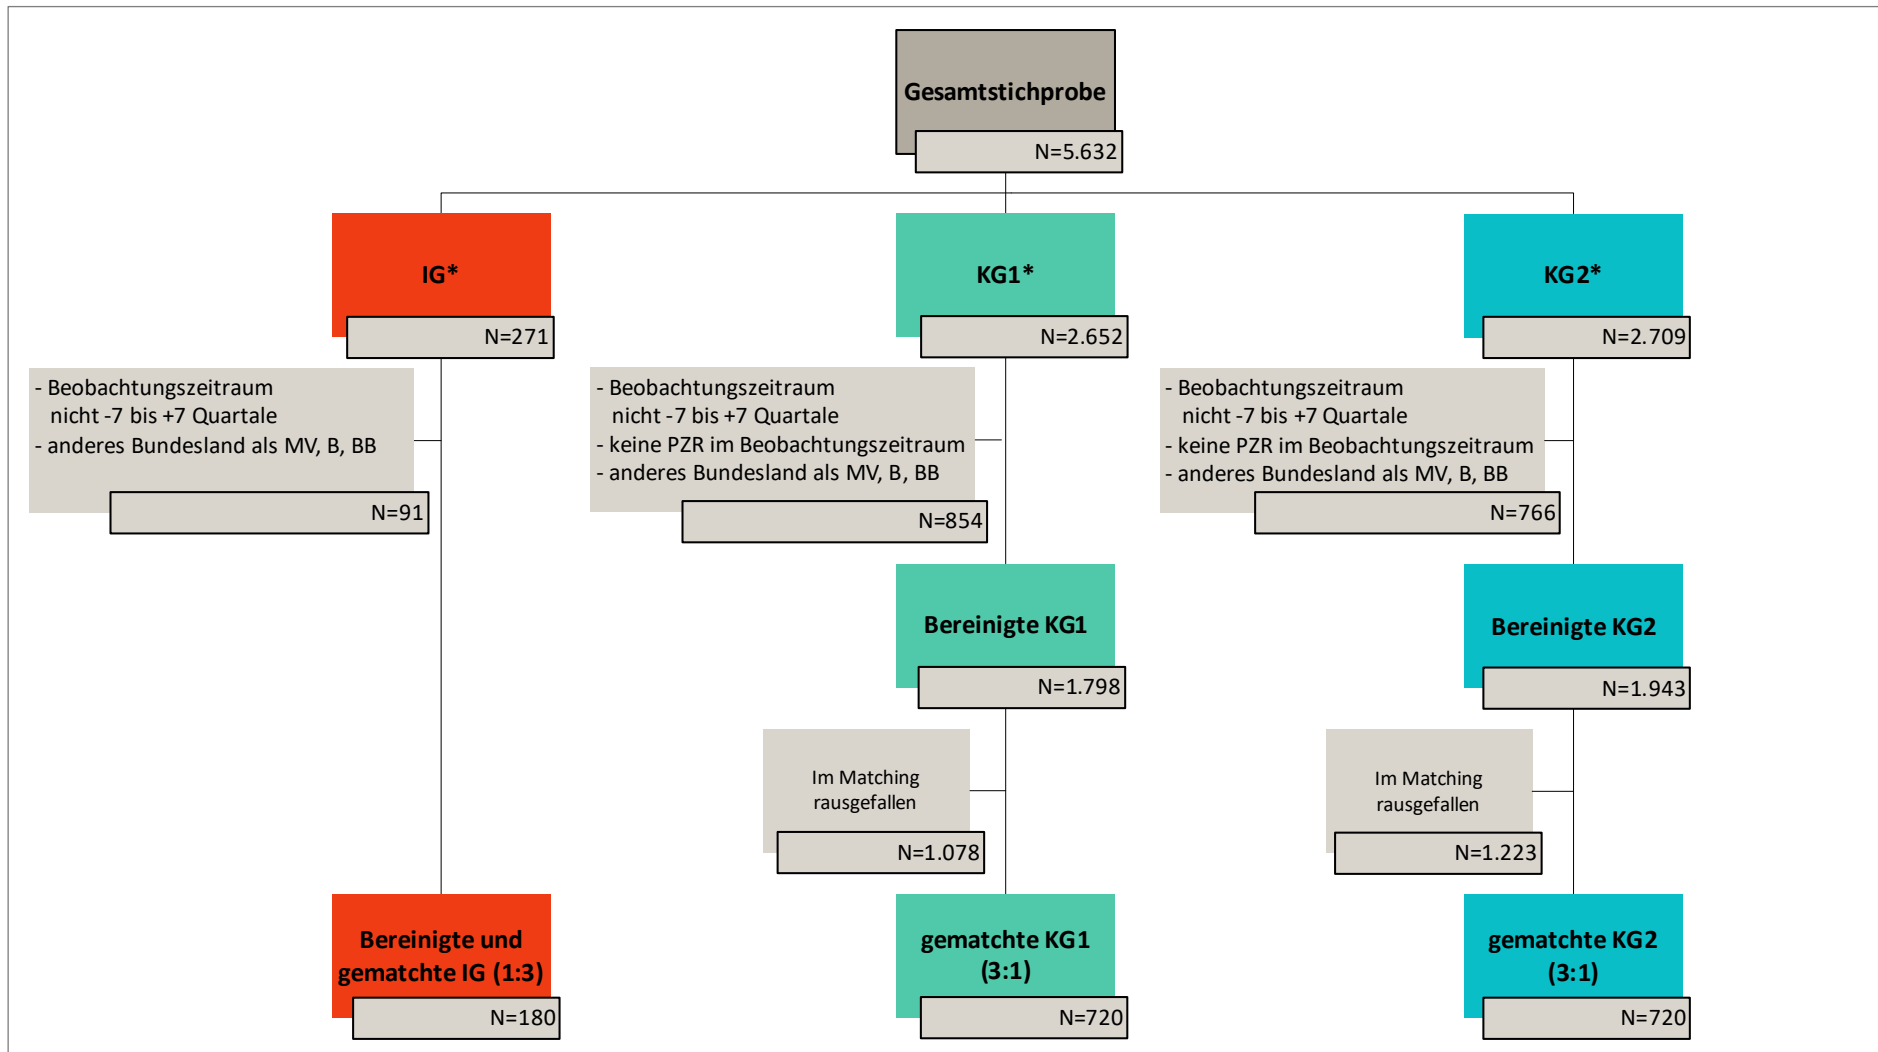 Gesamtstichprobe
N=5.632
IG*
N=271
KG1*
N=2.652
KG2*
N=2.709
- Beobachtungszeitraum
nicht -7 bis +7 Quartale
- anderes Bundesland als MV, B, BB
N=91
- Beobachtungszeitraum
nicht -7 bis +7 Quartale
- keine PZR im Beobachtungszeitraum
- anderes Bundesland als MV, B, BB
N=854
- Beobachtungszeitraum
nicht -7 bis +7 Quartale
- keine PZR im Beobachtungszeitraum
- anderes Bundesland als MV, B, BB
N=766
Bereinigte KG1
N=1.798
Bereinigte KG2
N=1.943
Im Matching
rausgefallen
N=1.078
Im Matching
rausgefallen
N=1.223
Bereinigte und
gematchte IG (1:3)
N=180
gematchte KG1
(3:1)
N=720
gematchte KG2
(3:1)
N=720